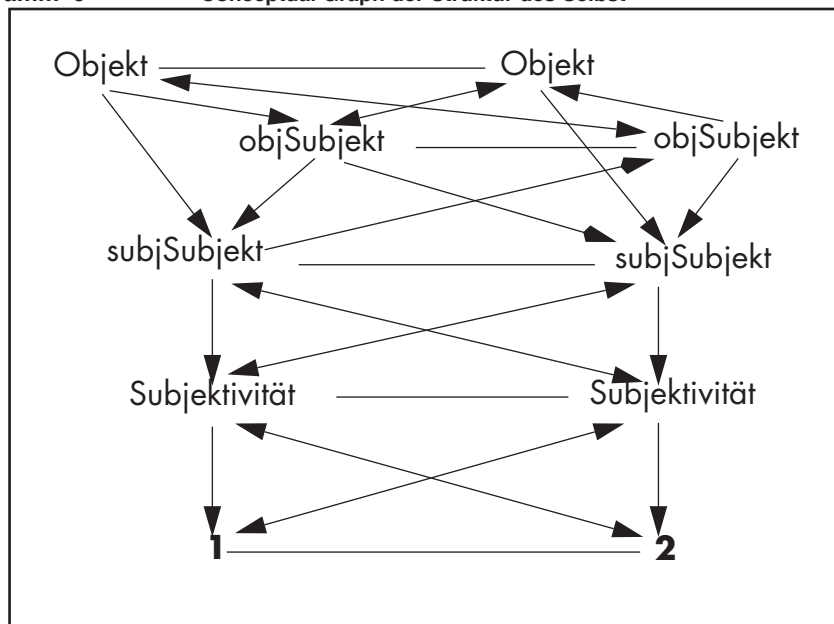 Conceptual Graph der Struktur des Selbst
Objekt Objekt
objSubjekt objSubjekt
subjSubjekt subjSubjekt
Subjektivität Subjektivität
1 2